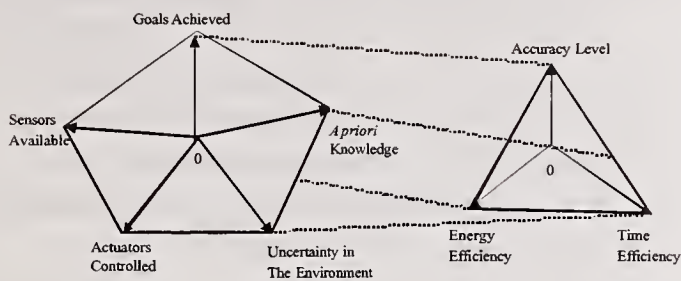 Goals Achieved
Accuracy Level
Sensors
Available
A priori
Knowledge
0
0
Actuators
Controlled
Uncertainty in
The Environment
Energy
Efficiency
Time
Efficiency